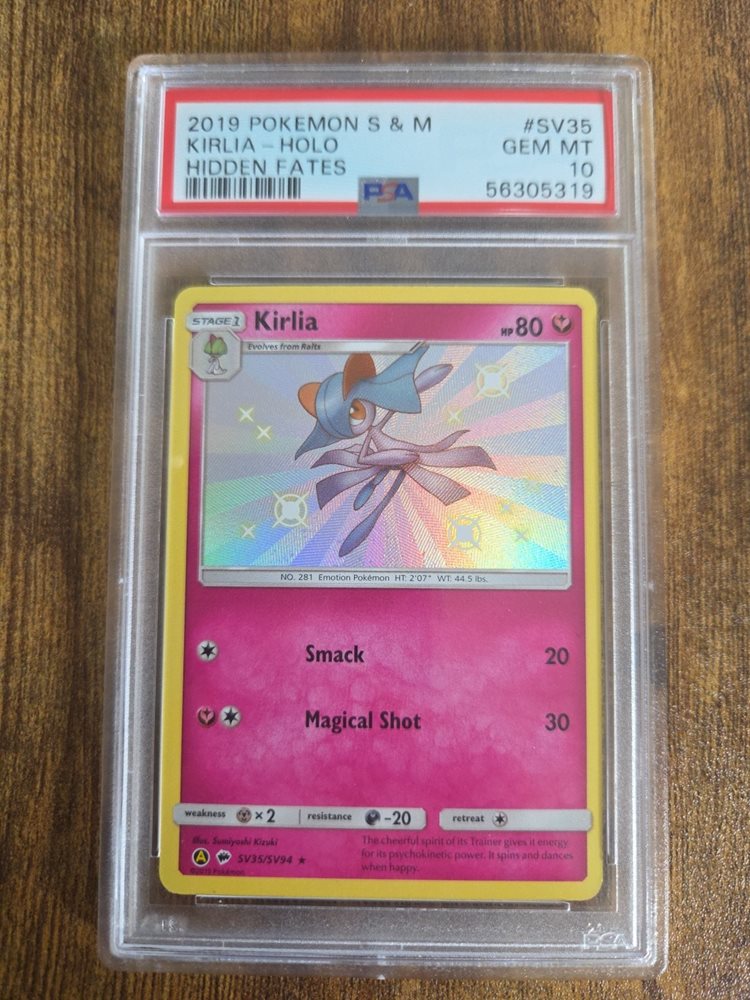 2019 POKEMON S & M #SV35
KIRLIA - HOLO GEM MT
HIDDEN FATES 10
PSA 56305319
STAGE 1 Kirlia HP 80
Evolves from Ralts
NO. 281 Emotion Pokémon HT: 2'07" WT: 44.5 lbs.
Smack 20
Magical Shot 30
weakness ×2 resistance -20 retreat
Illus. Sumiyoshi Kizuki
A SV35/SV94 ★
©2019 Pokémon
The cheerful spirit of its Trainer gives it energy
for its psychokinetic power. It spins and dances
when happy.
PSA